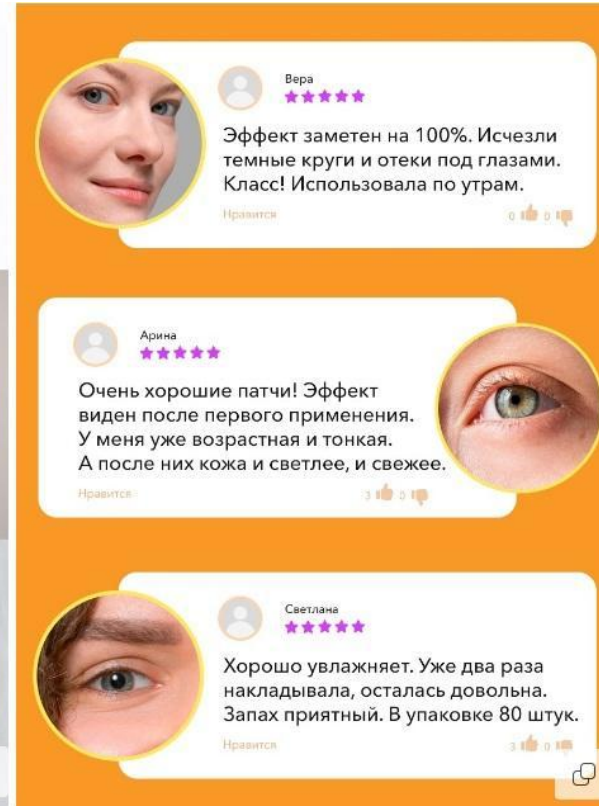 Вера
Эффект заметен на 100%. Исчезли
темные круги и отеки под глазами.
Класс! Использовала по утрам.
Нравится
0 0
Арина
Очень хорошие патчи! Эффект
виден после первого применения.
У меня уже возрастная и тонкая.
А после них кожа и светлее, и свежее.
Нравится
3 0
Светлана
Хорошо увлажняет. Уже два раза
накладывала, осталась довольна.
Запах приятный. В упаковке 80 штук.
Нравится
3 0